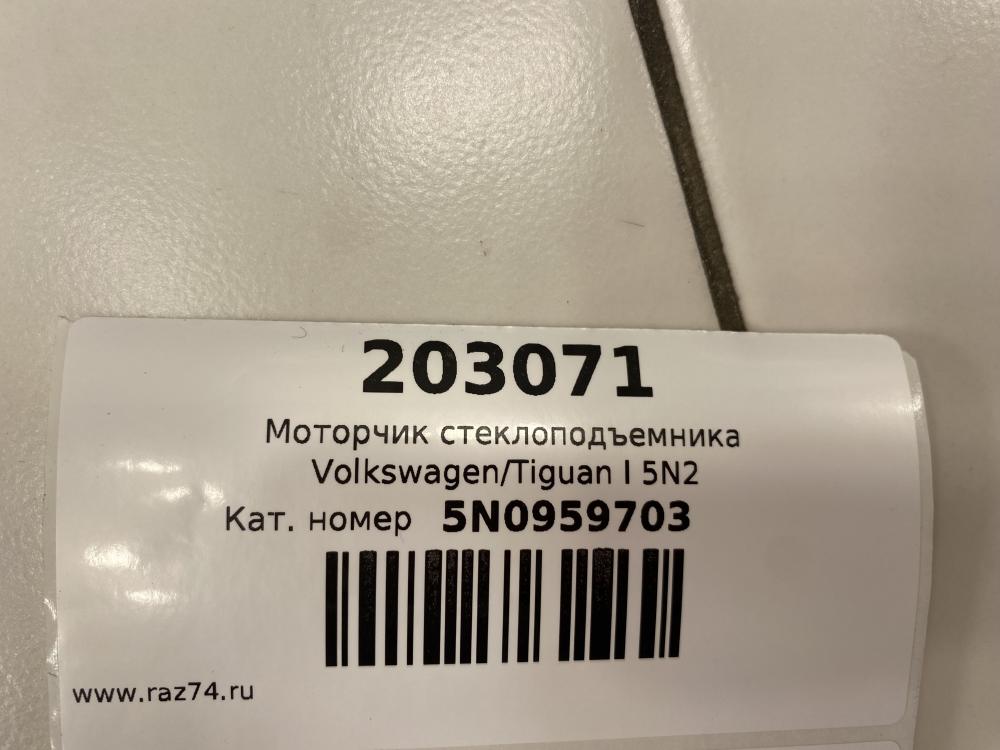 203071
Моторчик стеклоподъемника
Volkswagen/Tiguan I 5N2
Кат. номер 5N0959703
www.raz74.ru